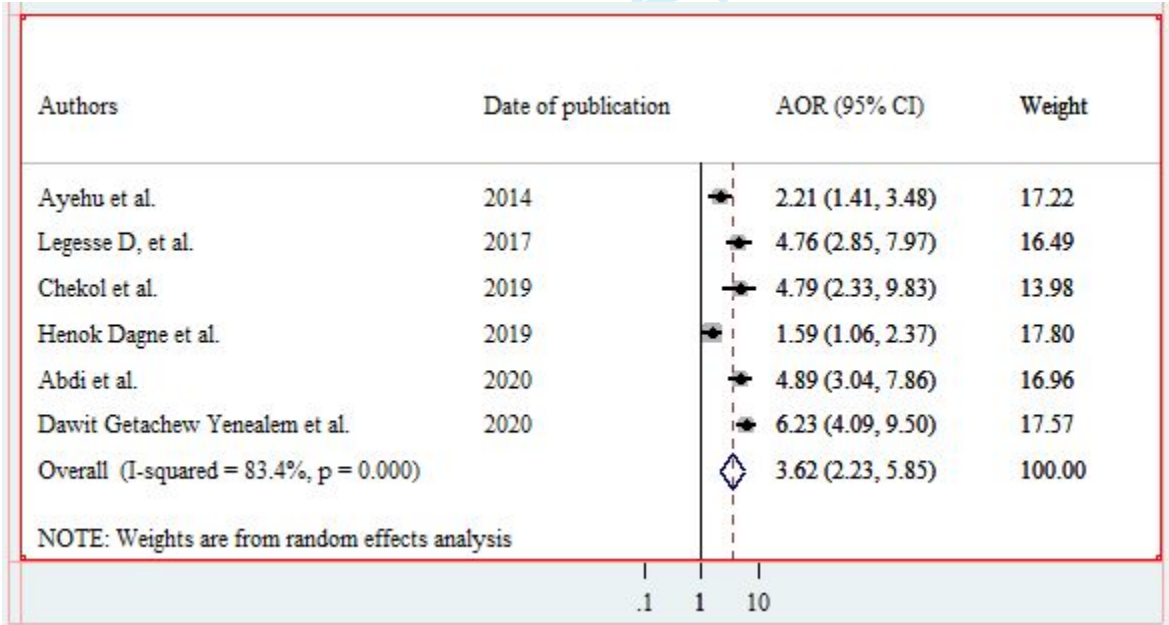 Authors Date of publication AOR (95% CI) Weight
Ayehu et al. 2014 2.21 (1.41, 3.48) 17.22
Legesse D, et al. 2017 4.76 (2.85, 7.97) 16.49
Chekol et al. 2019 4.79 (2.33, 9.83) 13.98
Henok Dagne et al. 2019 1.59 (1.06, 2.37) 17.80
Abdi et al. 2020 4.89 (3.04, 7.86) 16.96
Dawit Getachew Yenealem et al. 2020 6.23 (4.09, 9.50) 17.57
Overall (I-squared = 83.4%, p = 0.000) 3.62 (2.23, 5.85) 100.00
NOTE: Weights are from random effects analysis
.1 1 10